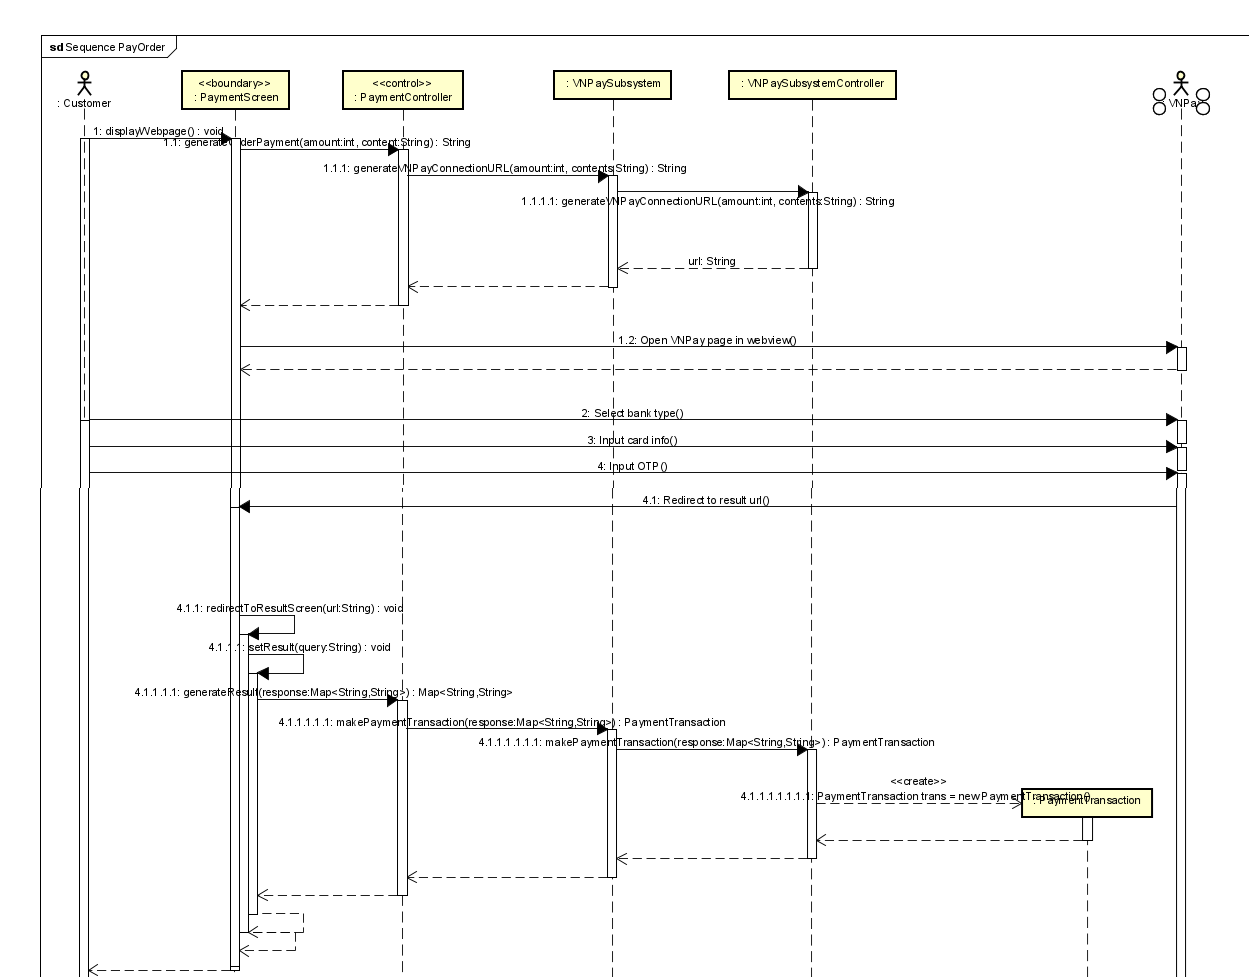 sd Sequence PayOrder
<<boundary>>
: PaymentScreen
<<control>>
: PaymentController
: VNPaySubsystem
: VNPaySubsystemController
: Customer
: VNPay
1: displayWebpage() : void
1.1: generateOrderPayment(amount:int, content:String) : String
1.1.1: generateVNPayConnectionURL(amount:int, contents:String) : String
1.1.1.1: generateVNPayConnectionURL(amount:int, contents:String) : String
url: String
1.2: Open VNPay page in webview()
2: Select bank type()
3: Input card info()
4: Input OTP()
4.1: Redirect to result url()
4.1.1: redirectToResultScreen(url:String) : void
4.1.1.1: setResult(query:String) : void
4.1.1.1.1: generateResult(response:Map<String,String>) : Map<String,String>
4.1.1.1.1.1: makePaymentTransaction(response:Map<String,String>) : PaymentTransaction
4.1.1.1.1.1.1: makePaymentTransaction(response:Map<String,String>) : PaymentTransaction
<<create>>
4.1.1.1.1.1.1.1: PaymentTransaction trans = new PaymentTransaction()
: PaymentTransaction